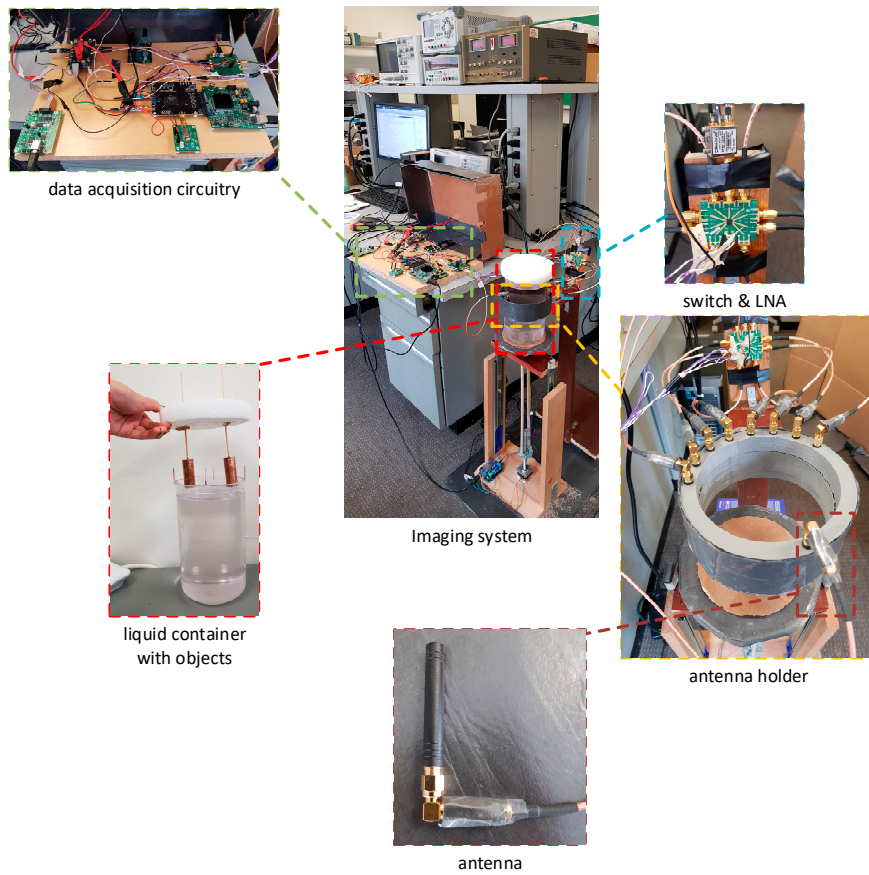 data acquisition circuitry
switch & LNA
Imaging system
liquid container
with objects
antenna holder
antenna